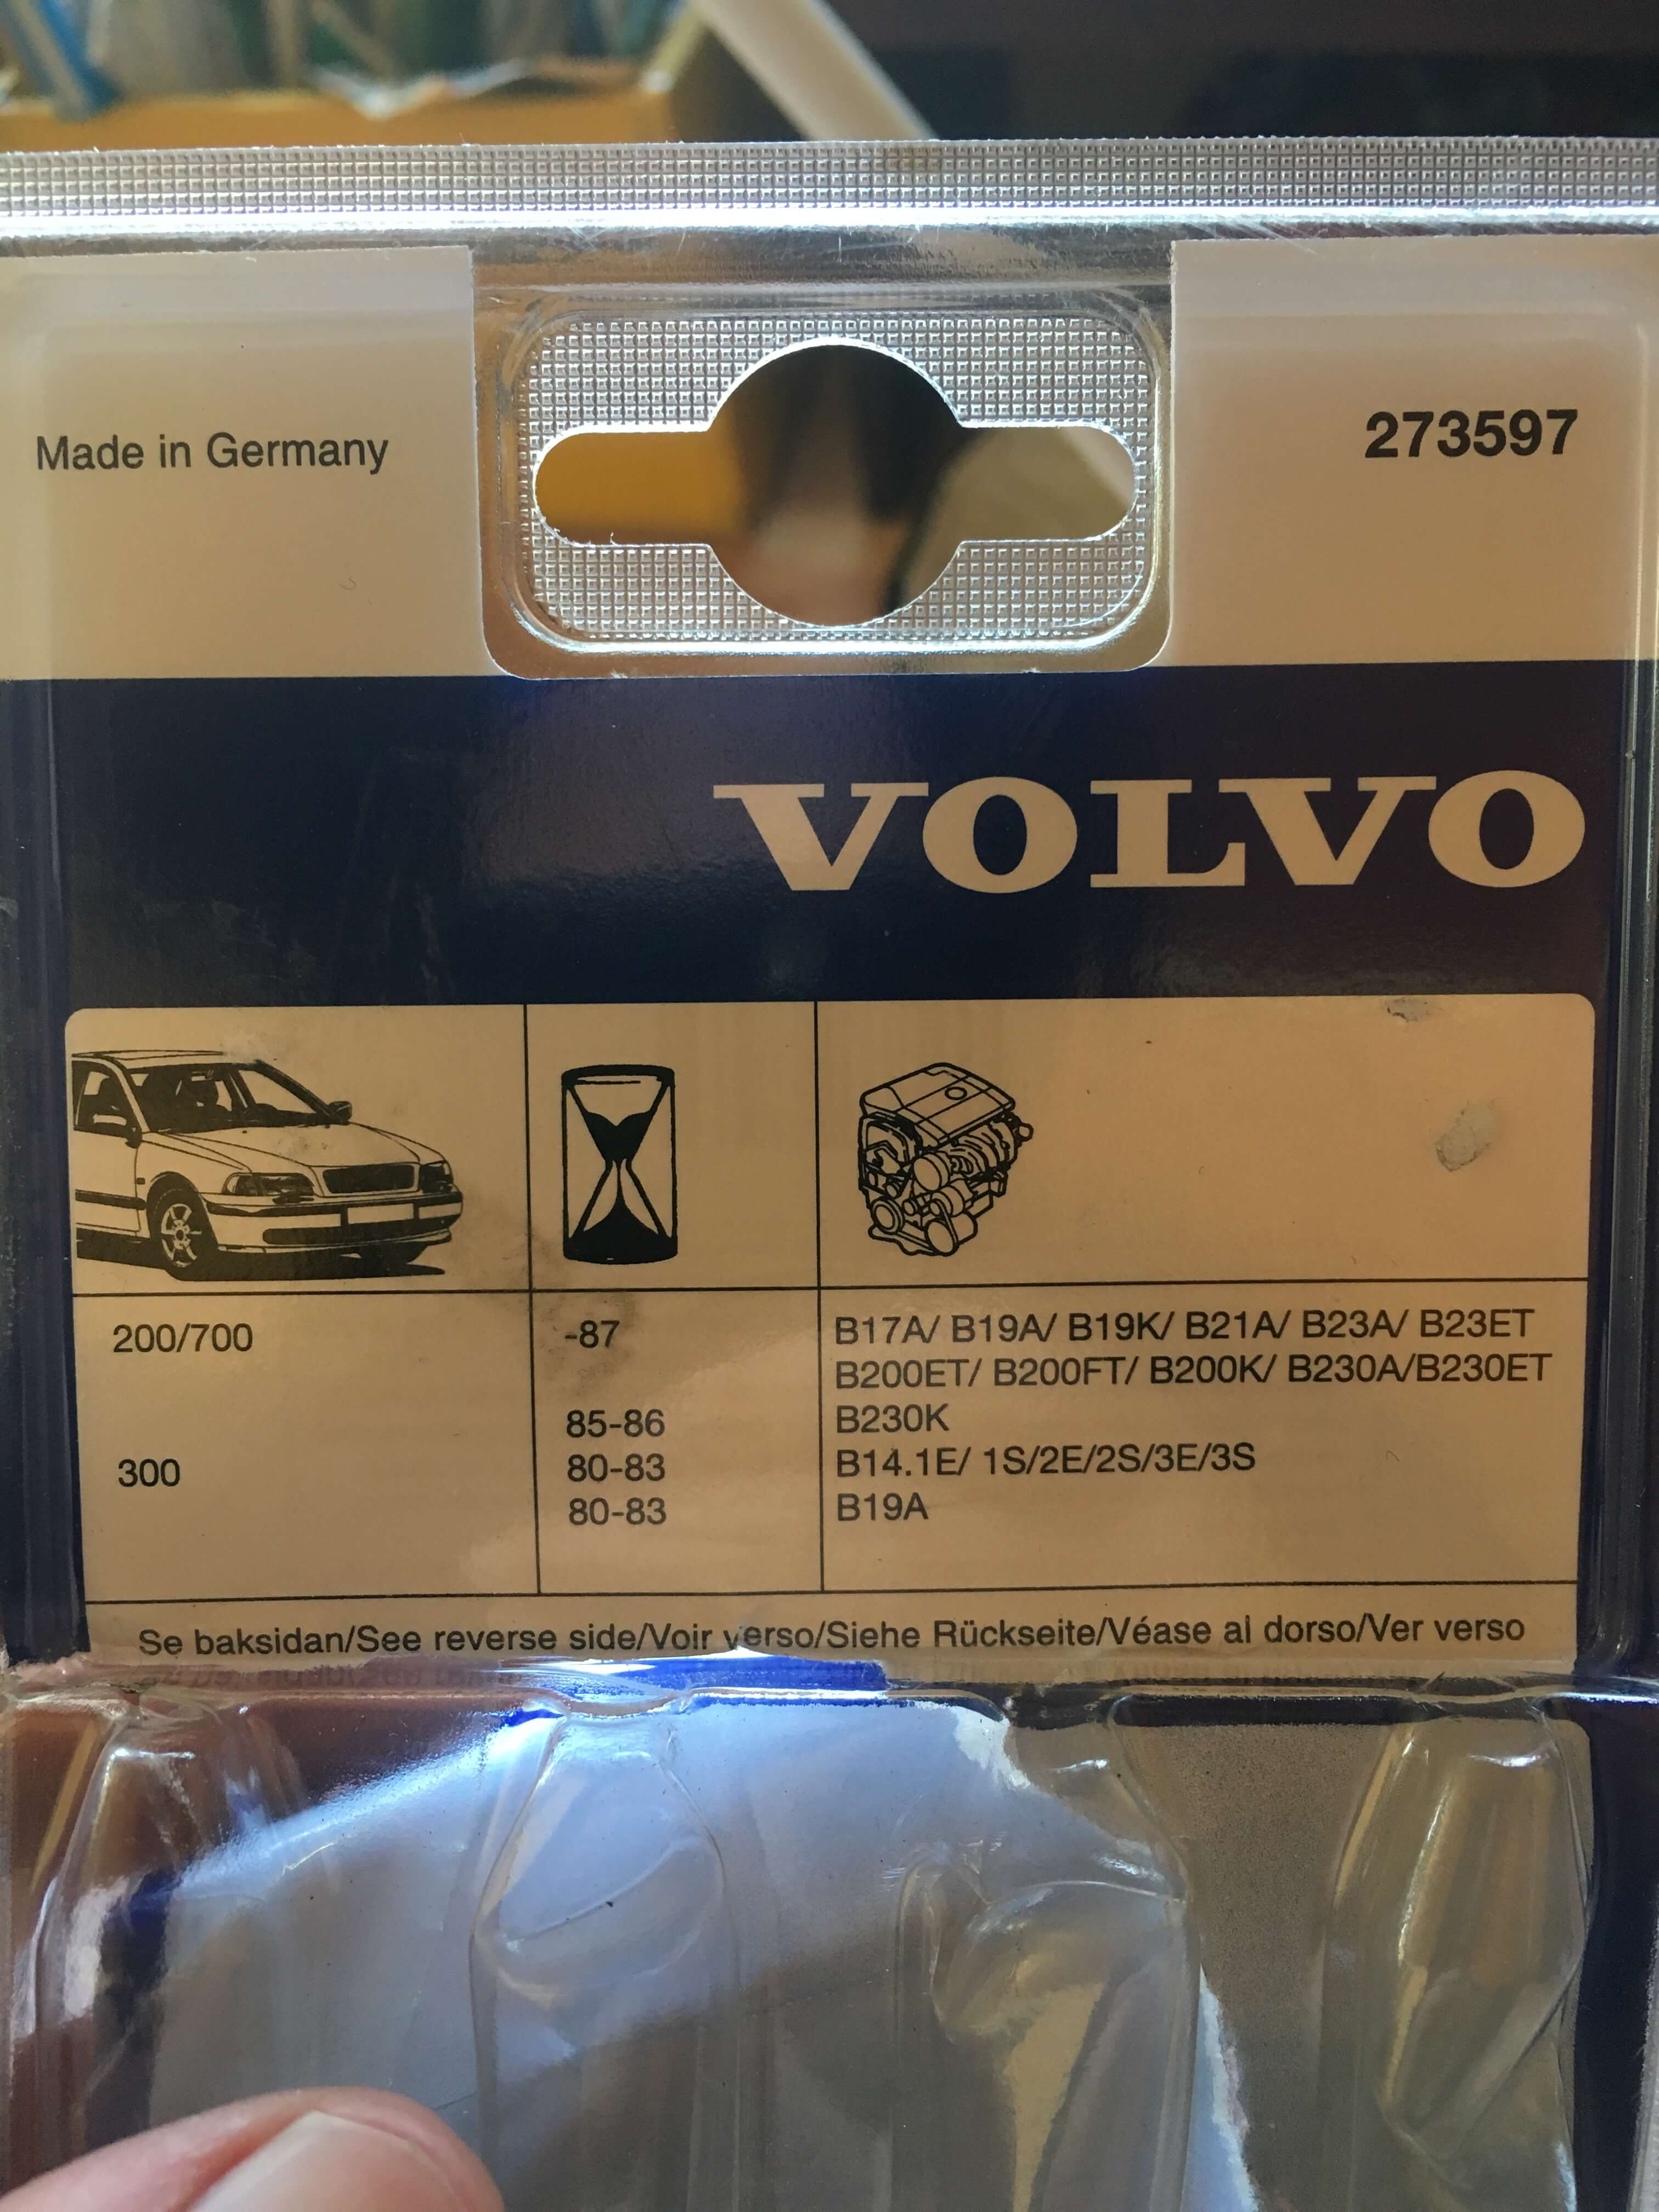 Made in Germany
273597
VOLVO
200/700 -87 B17A/ B19A/ B19K/ B21A/ B23A/ B23ET
B200ET/ B200FT/ B200K/ B230A/B230ET
85-86 B230K
300 80-83 B14.1E/ 1S/2E/2S/3E/3S
80-83 B19A
Se baksidan/See reverse side/Voir verso/Siehe Rückseite/Véase al dorso/Ver verso